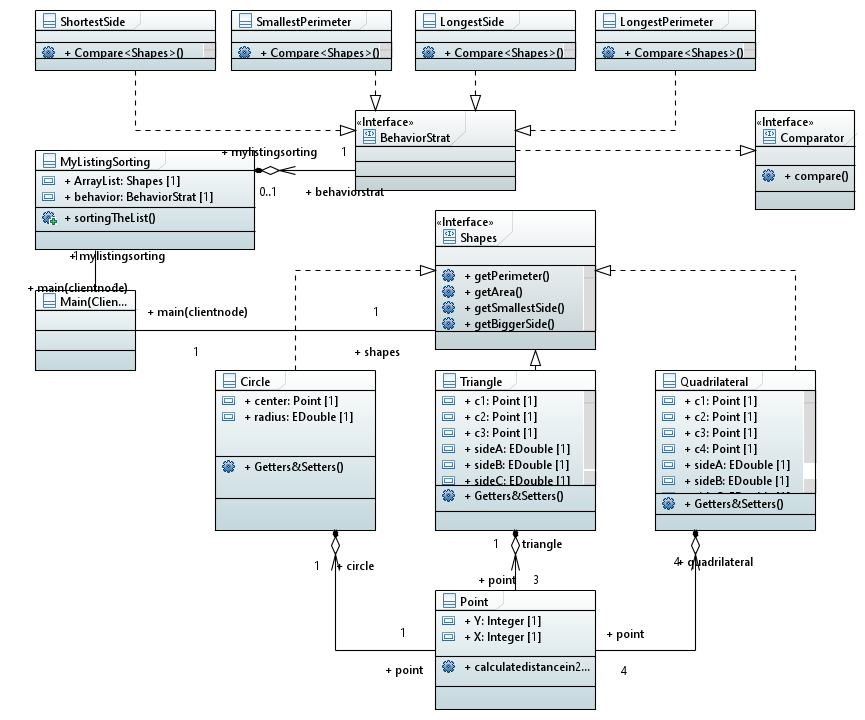 ShortestSide
+ Compare<Shapes>()
SmallestPerimeter
+ Compare<Shapes>()
LongestSide
+ Compare<Shapes>()
LongestPerimeter
+ Compare<Shapes>()
«Interface»
BehaviorStrat
«Interface»
Comparator
+ compare()
MyListingSorting
+ ArrayList: Shapes [1]
+ behavior: BehaviorStrat [1]
+ sortingTheList()
+ mylistingsorting
1
0..1
+ behaviorstrat
«Interface»
Shapes
+ getPerimeter()
+ getArea()
+ getSmallestSide()
+ getBiggerSide()
1
+ mylistingsorting
+ main(clientnode)
Main(Clien...
+ main(clientnode)
1
1
+ shapes
Circle
+ center: Point [1]
+ radius: EDouble [1]
+ Getters&Setters()
Triangle
+ c1: Point [1]
+ c2: Point [1]
+ c3: Point [1]
+ sideA: EDouble [1]
+ sideB: EDouble [1]
+ sideC: EDouble [1]
+ Getters&Setters()
Quadrilateral
+ c1: Point [1]
+ c2: Point [1]
+ c3: Point [1]
+ c4: Point [1]
+ sideA: EDouble [1]
+ sideB: EDouble [1]
+ Getters&Setters()
1
+ circle
1
+ triangle
4
+ quadrilateral
+ point
3
Point
+ Y: Integer [1]
+ X: Integer [1]
+ calculatedistancein2...
1
+ point
+ point
4